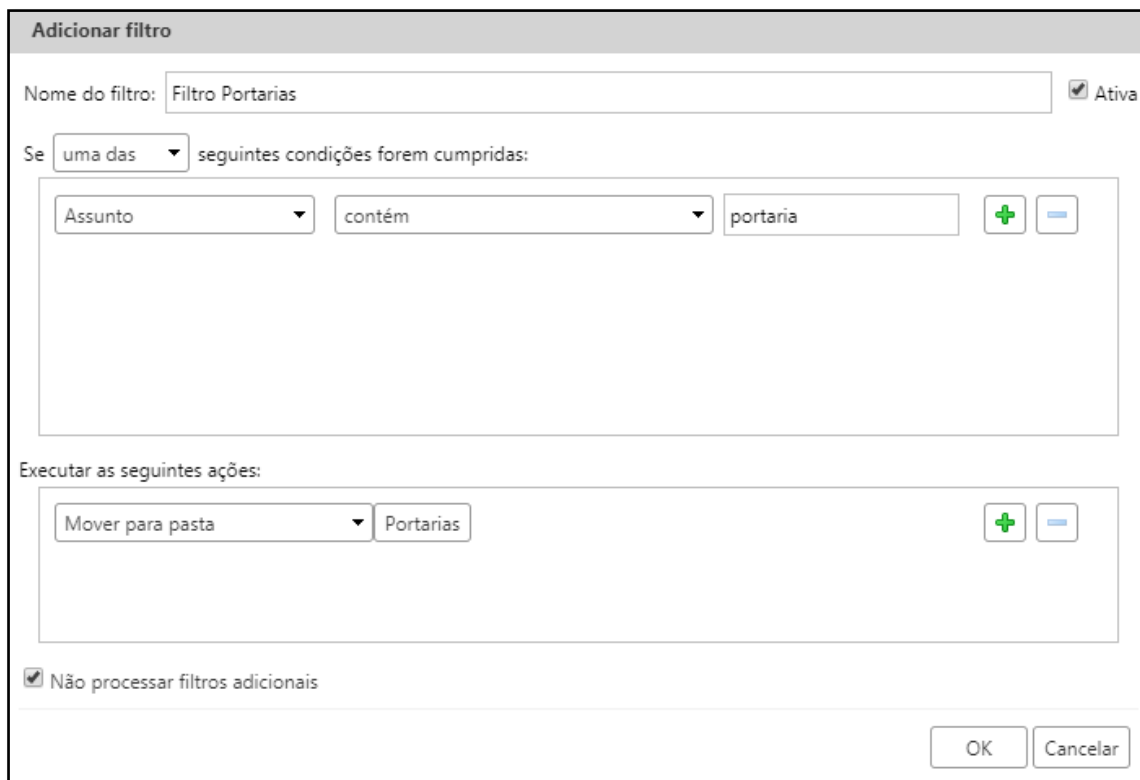 Adicionar filtro
Nome do filtro: Filtro Portarias Ativa
Se uma das seguintes condições forem cumpridas:
Assunto contém portaria
Executar as seguintes ações:
Mover para pasta Portarias
Não processar filtros adicionais
OK Cancelar